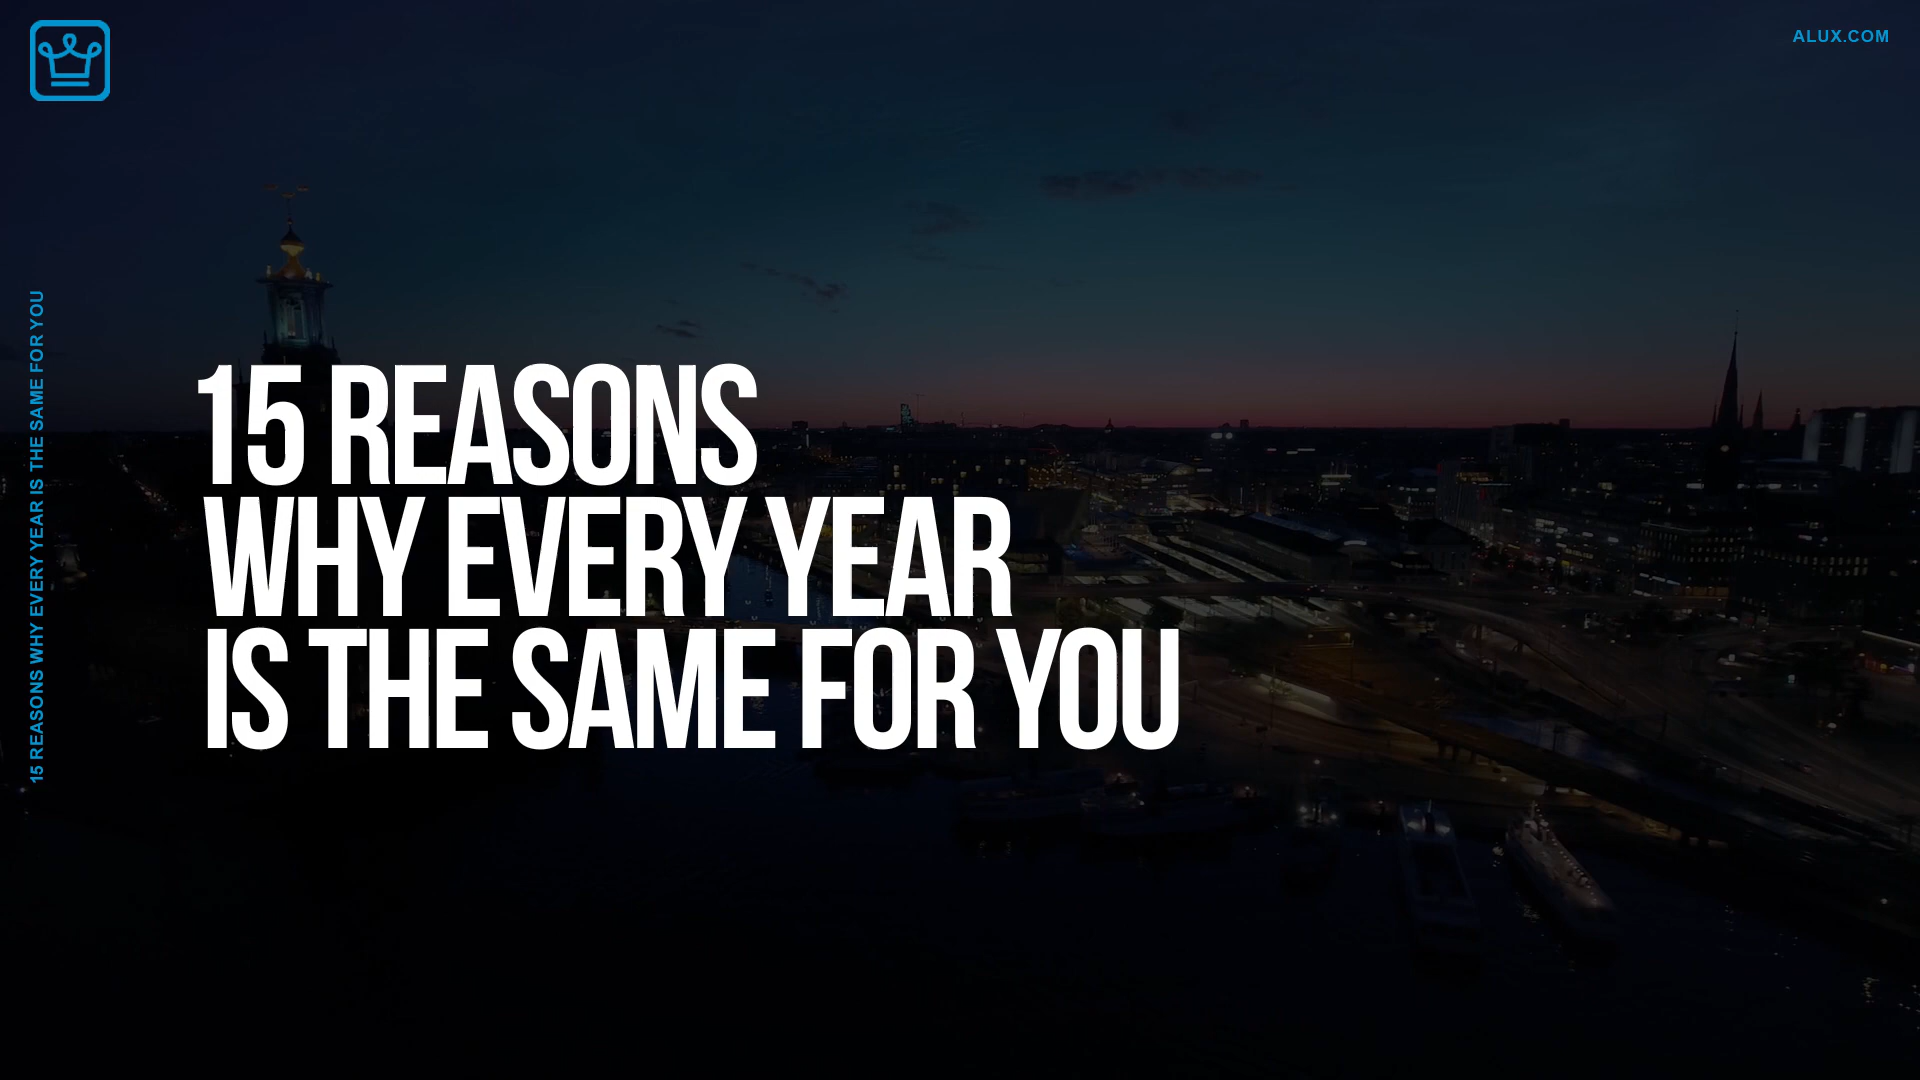 ALUX.COM
15 REASONS
WHY EVERY YEAR
IS THE SAME FOR YOU
15 REASONS WHY EVERY YEAR IS THE SAME FOR YOU